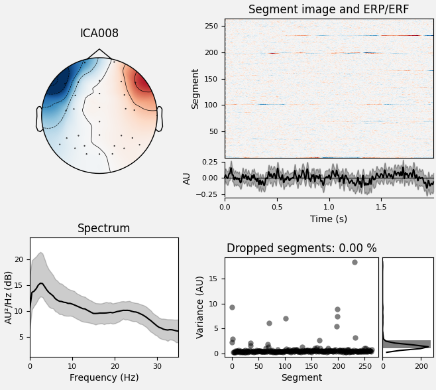 ICA008
Segment image and ERP/ERF
Segment
250
200
150
100
50
AU
0.25
0.00
−0.25
0.0
0.5
1.0
1.5
Time (s)
Spectrum
AU²/Hz (dB)
20
15
10
5
0
10
20
30
Frequency (Hz)
Dropped segments: 0.00 %
Variance (AU)
15
10
5
0
0
50
100
150
200
250
Segment
0
200